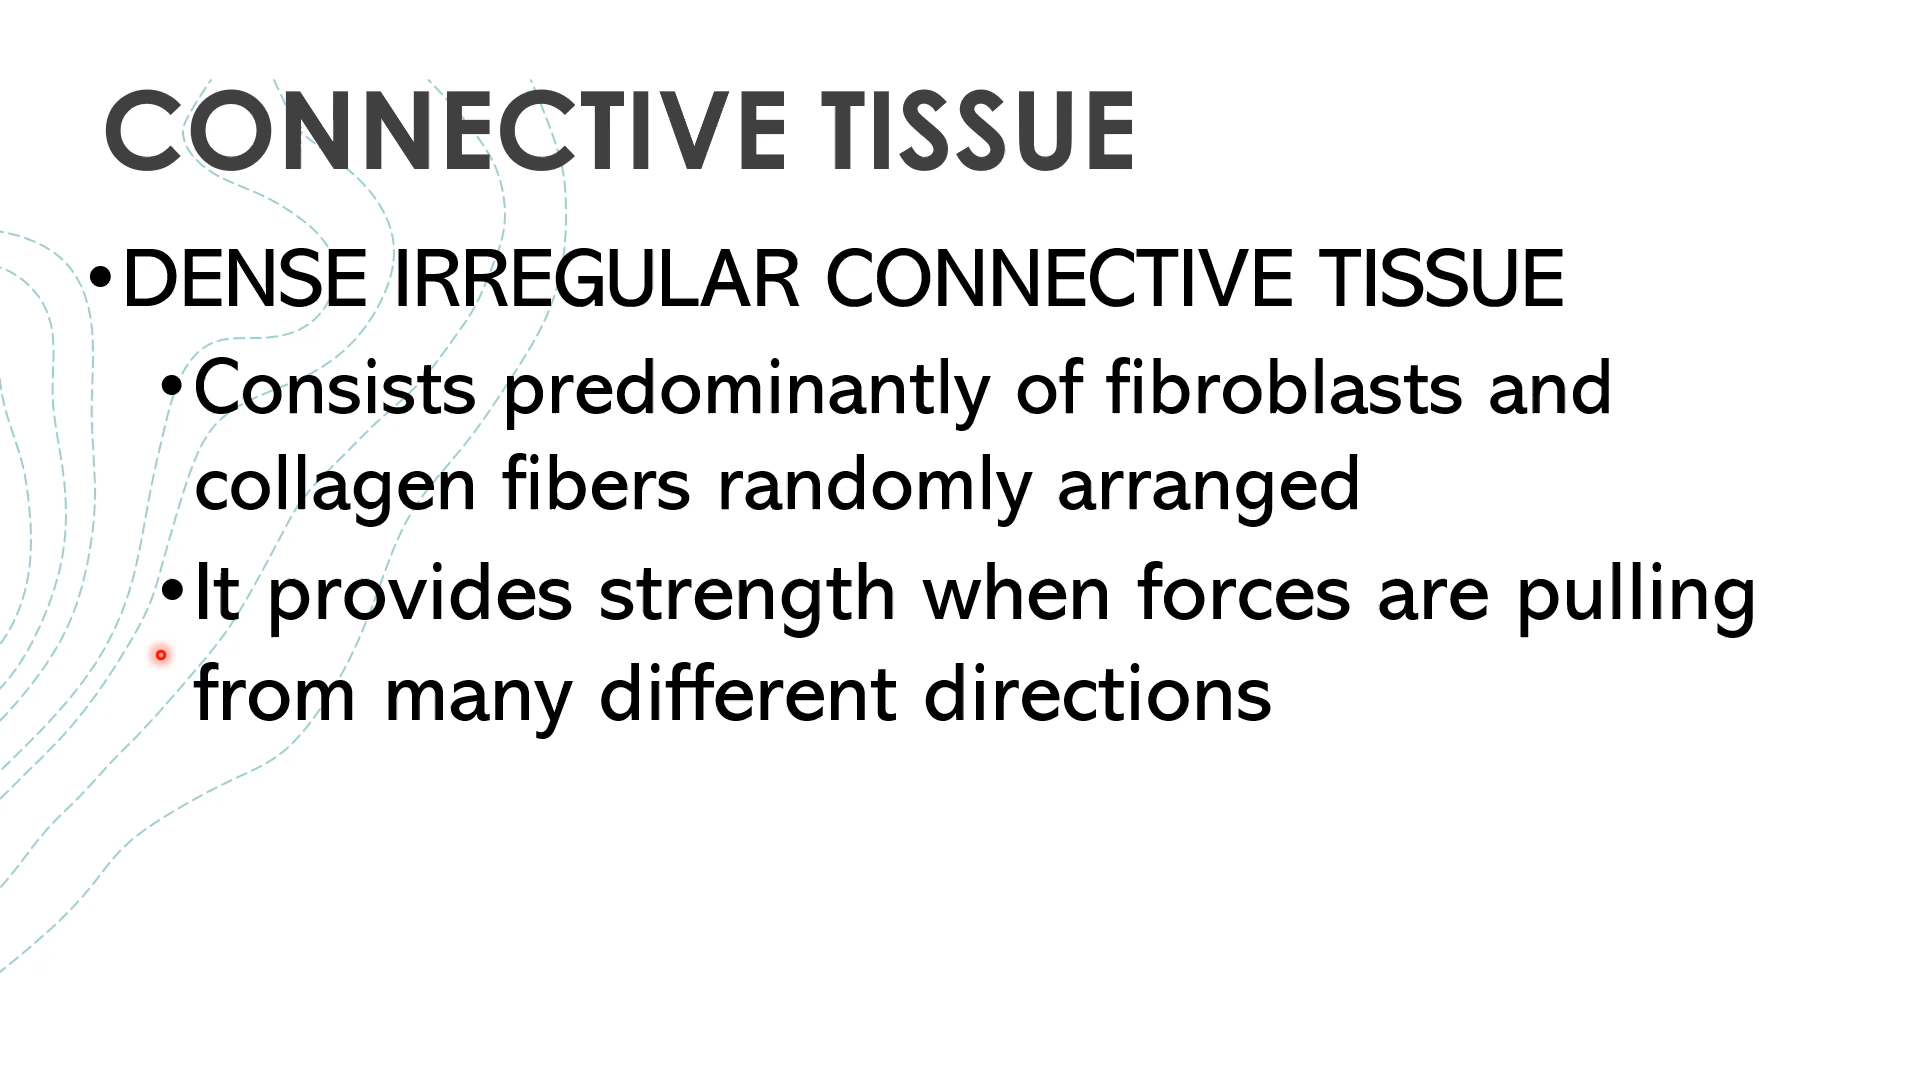 CONNECTIVE TISSUE
•DENSE IRREGULAR CONNECTIVE TISSUE
•Consists predominantly of fibroblasts and
collagen fibers randomly arranged
•It provides strength when forces are pulling
from many different directions